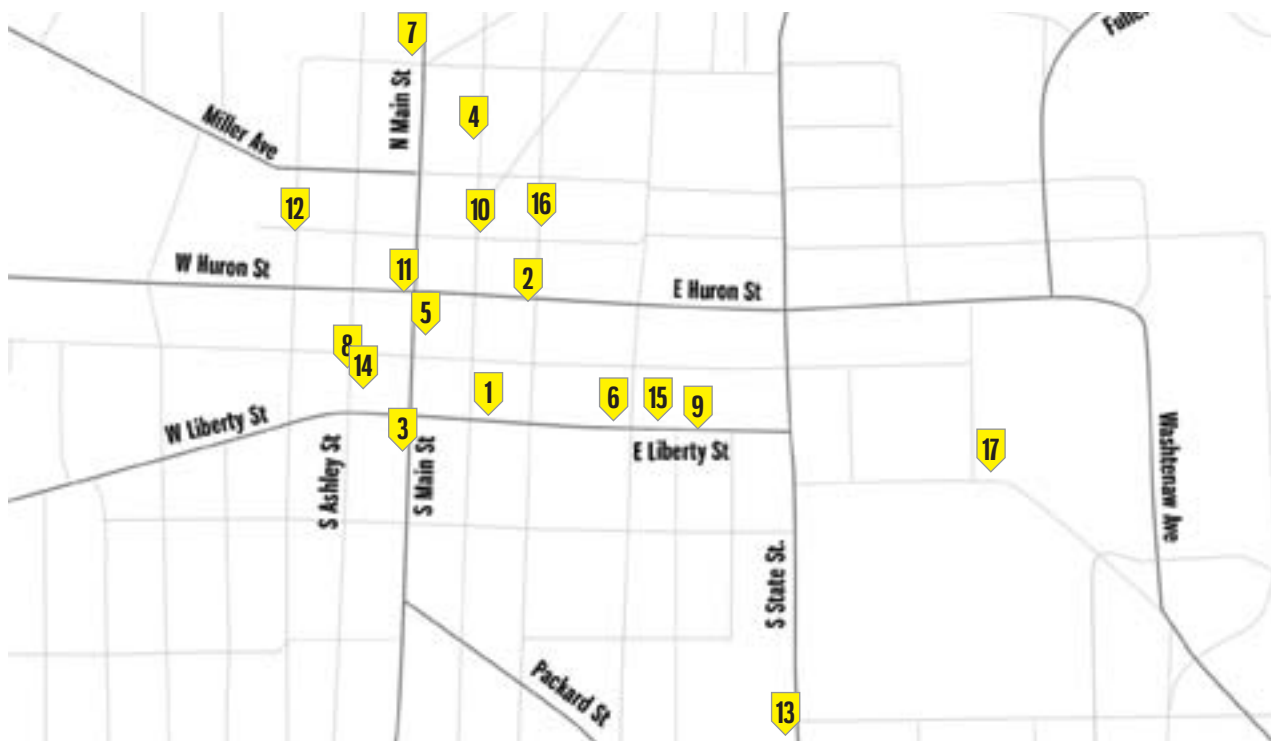 7
Fuller
N Main St
4
Miller Ave
12
10
16
W Huron St
11
2
E Huron St
5
8
14
1
6
15
9
W Liberty St
3
E Liberty St
17
S Ashley St
S Main St
Washtenaw Ave
S State St.
Packard St
13